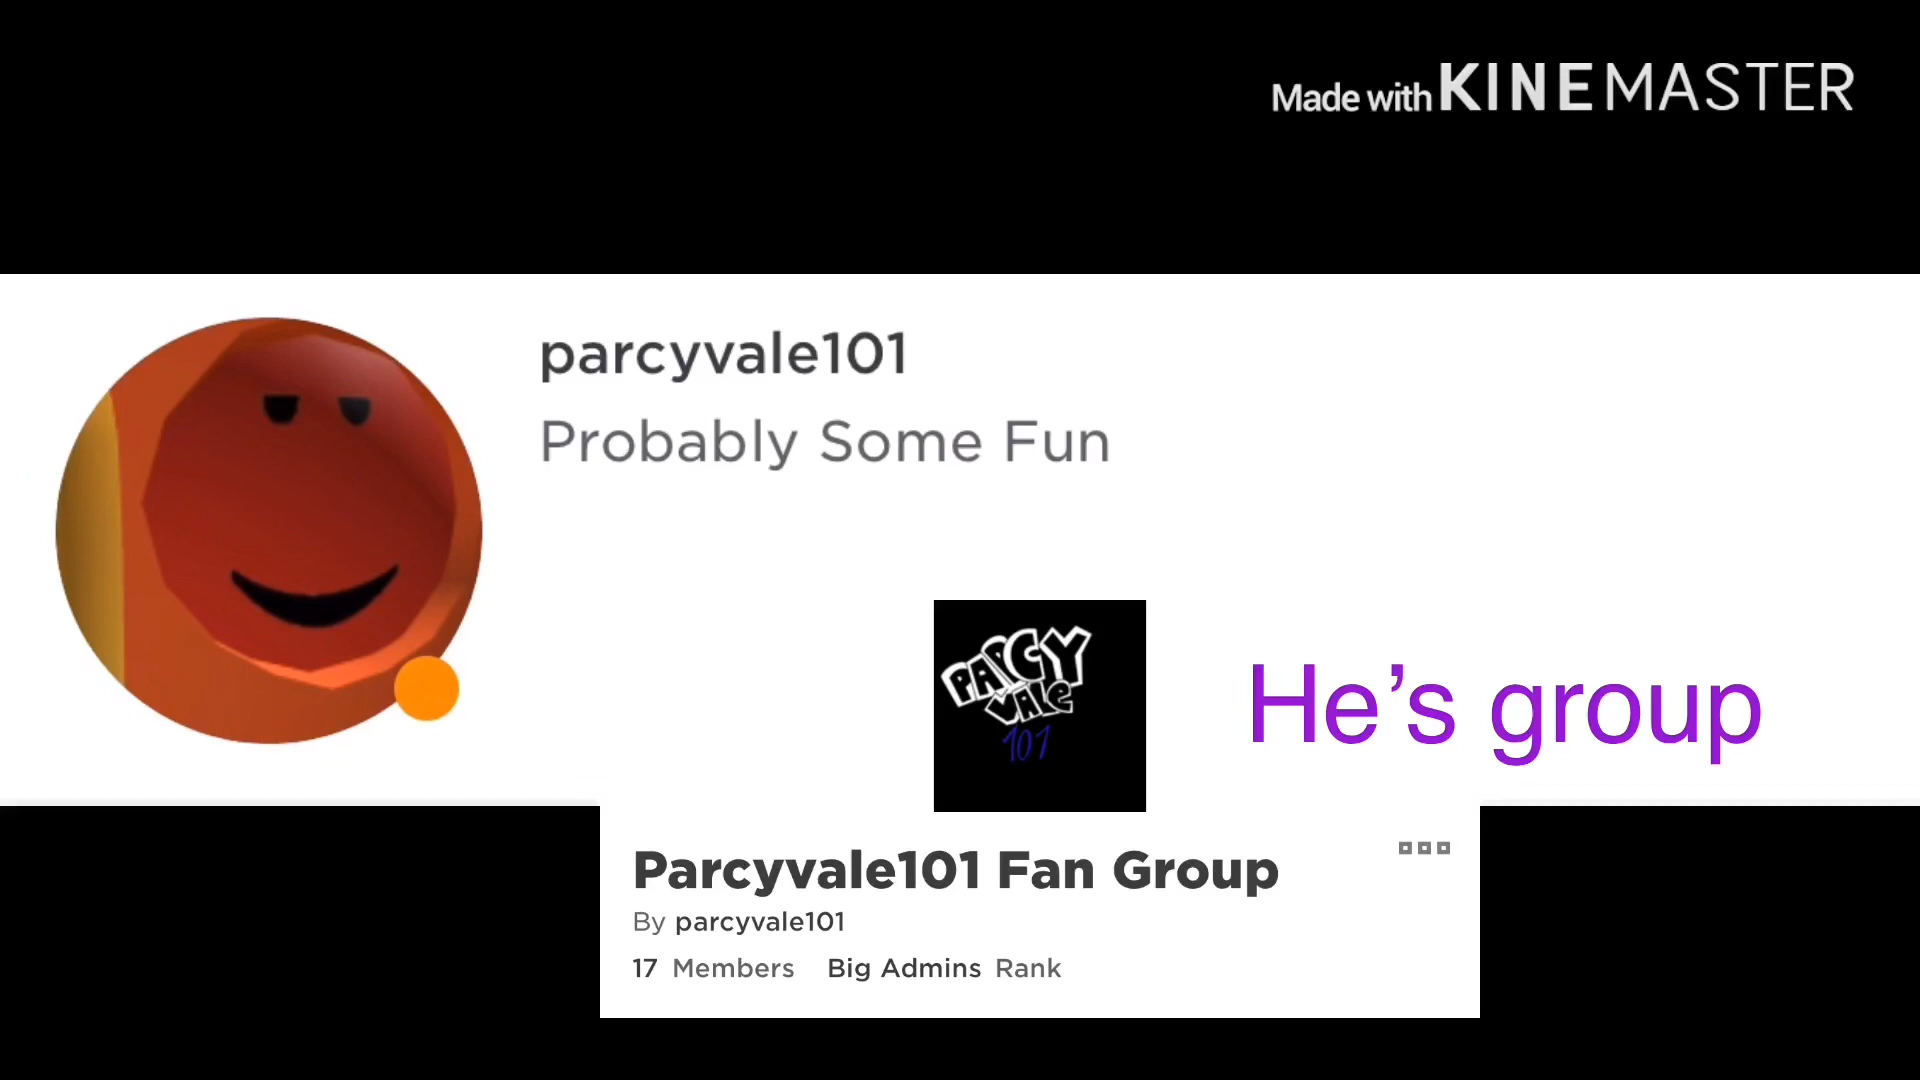 Made with KINEMASTER
parcyvale101
Probably Some Fun
PARCY
VALE
101
He’s group
Parcyvale101 Fan Group
By parcyvale101
17 Members Big Admins Rank